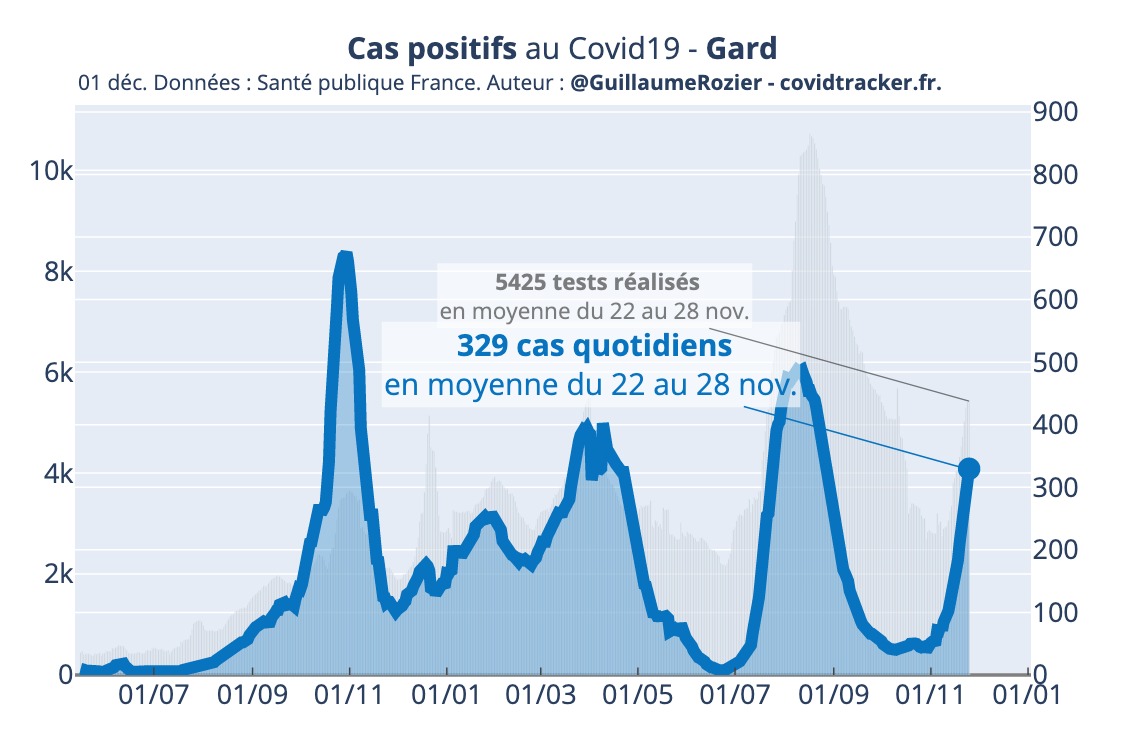 Cas positifs au Covid19 - Gard
01 déc. Données : Santé publique France. Auteur : @GuillaumeRozier - covidtracker.fr.
900
10k
800
700
8k
5425 tests réalisés
600
en moyenne du 22 au 28 nov.
329 cas quotidiens
6k
500
en moyenne du 22 au 28 nov.
400
4k
300
200
2k
100
0
0
01/07 01/09 01/11 01/01 01/03 01/05 01/07 01/09 01/11 01/01